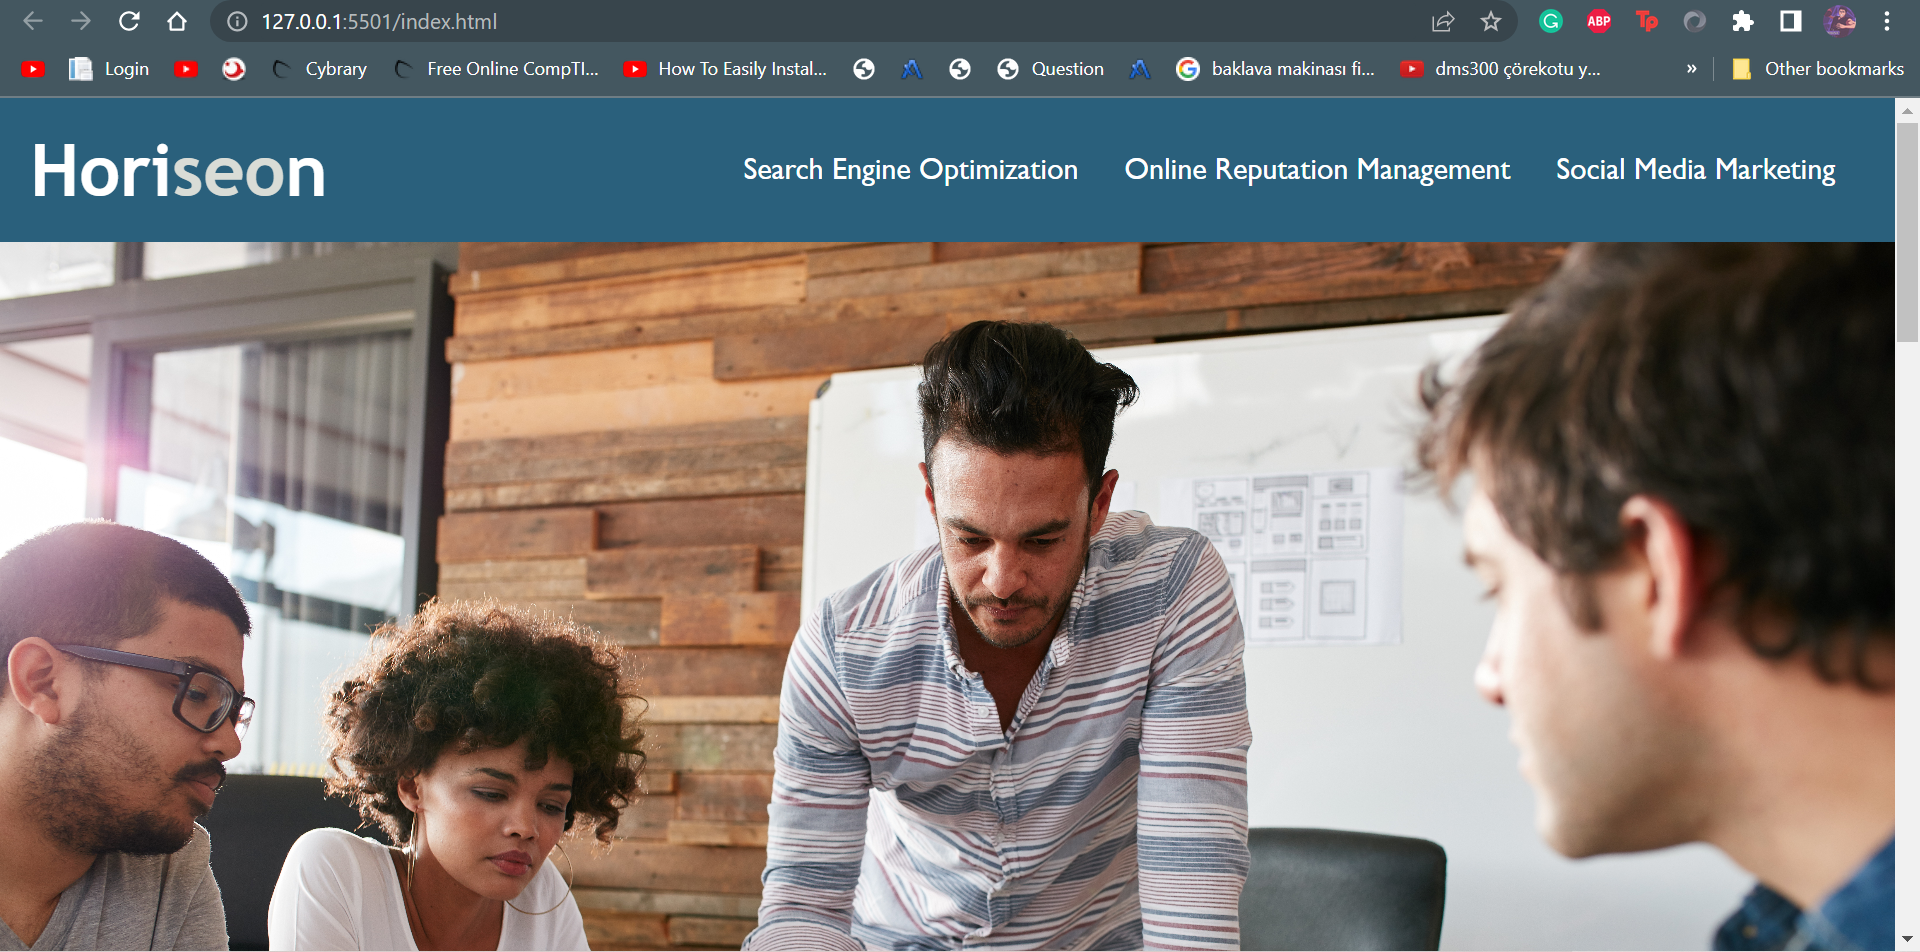 127.0.0.1:5501/index.html
ABP
Tp
Login
Cybrary
Free Online CompTI...
How To Easily Instal...
Question
baklava makinası fi...
dms300 çörekotu y...
»
Other bookmarks
Horiseon
Search Engine Optimization
Online Reputation Management
Social Media Marketing